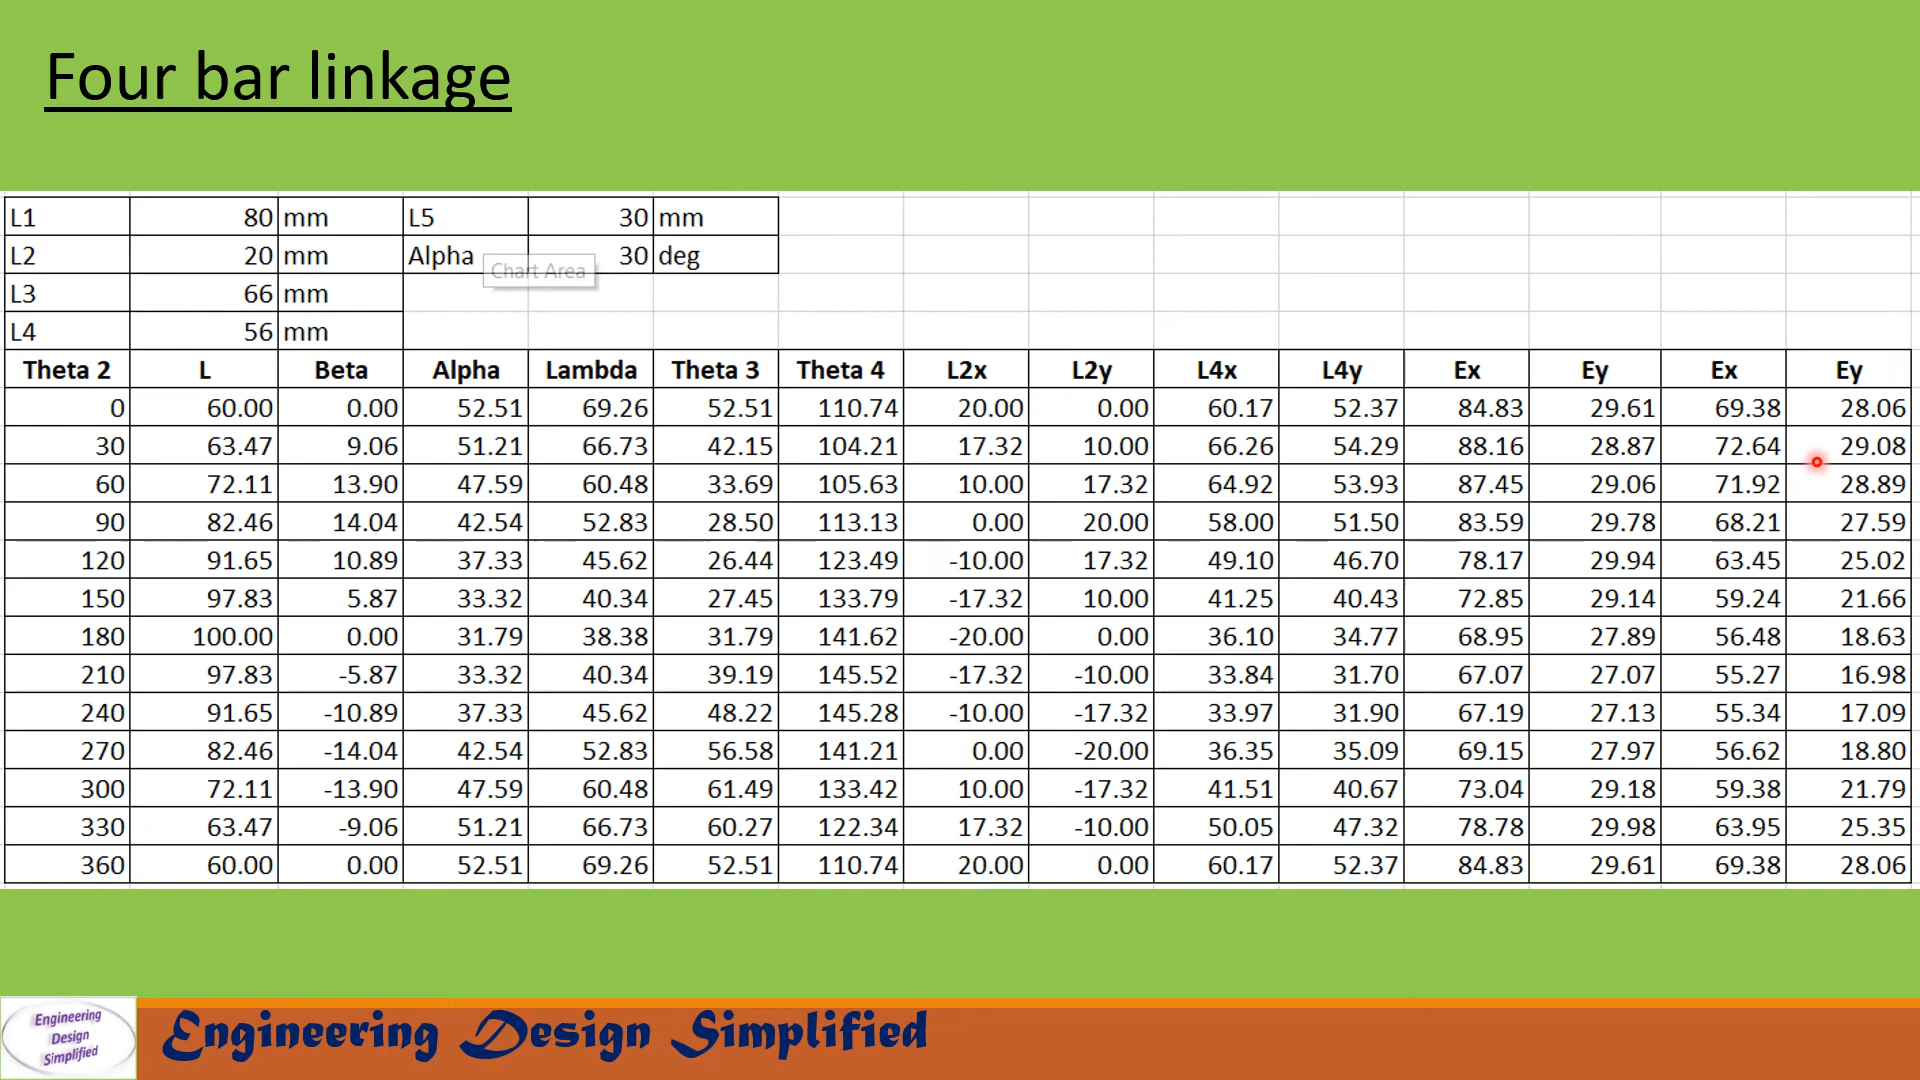 Four bar linkage
L1 80 mm L5 30 mm
L2 20 mm Alpha 30 deg
Chart Area
L3 66 mm
L4 56 mm
Theta 2 L Beta Alpha Lambda Theta 3 Theta 4 L2x L2y L4x L4y Ex Ey Ex Ey
0 60.00 0.00 52.51 69.26 52.51 110.74 20.00 0.00 60.17 52.37 84.83 29.61 69.38 28.06
30 63.47 9.06 51.21 66.73 42.15 104.21 17.32 10.00 66.26 54.29 88.16 28.87 72.64 29.08
60 72.11 13.90 47.59 60.48 33.69 105.63 10.00 17.32 64.92 53.93 87.45 29.06 71.92 28.89
90 82.46 14.04 42.54 52.83 28.50 113.13 0.00 20.00 58.00 51.50 83.59 29.78 68.21 27.59
120 91.65 10.89 37.33 45.62 26.44 123.49 -10.00 17.32 49.10 46.70 78.17 29.94 63.45 25.02
150 97.83 5.87 33.32 40.34 27.45 133.79 -17.32 10.00 41.25 40.43 72.85 29.14 59.24 21.66
180 100.00 0.00 31.79 38.38 31.79 141.62 -20.00 0.00 36.10 34.77 68.95 27.89 56.48 18.63
210 97.83 -5.87 33.32 40.34 39.19 145.52 -17.32 -10.00 33.84 31.70 67.07 27.07 55.27 16.98
240 91.65 -10.89 37.33 45.62 48.22 145.28 -10.00 -17.32 33.97 31.90 67.19 27.13 55.34 17.09
270 82.46 -14.04 42.54 52.83 56.58 141.21 0.00 -20.00 36.35 35.09 69.15 27.97 56.62 18.80
300 72.11 -13.90 47.59 60.48 61.49 133.42 10.00 -17.32 41.51 40.67 73.04 29.18 59.38 21.79
330 63.47 -9.06 51.21 66.73 60.27 122.34 17.32 -10.00 50.05 47.32 78.78 29.98 63.95 25.35
360 60.00 0.00 52.51 69.26 52.51 110.74 20.00 0.00 60.17 52.37 84.83 29.61 69.38 28.06
Engineering
Design
Simplified
Engineering Design Simplified